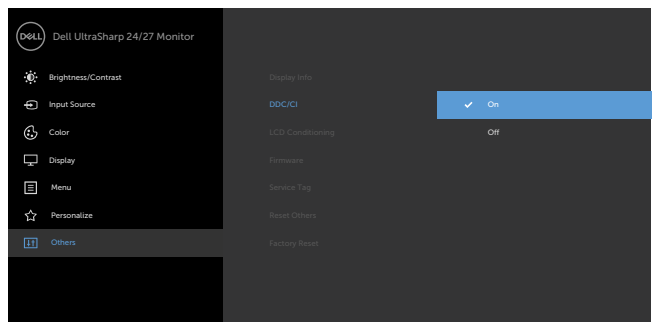 DELL
Dell UltraSharp 24/27 Monitor
Brightness/Contrast
Input Source
Color
Display
Menu
Personalize
Others
Display Info
DDC/CI
LCD Conditioning
Firmware
Service Tag
Reset Others
Factory Reset
On
Off